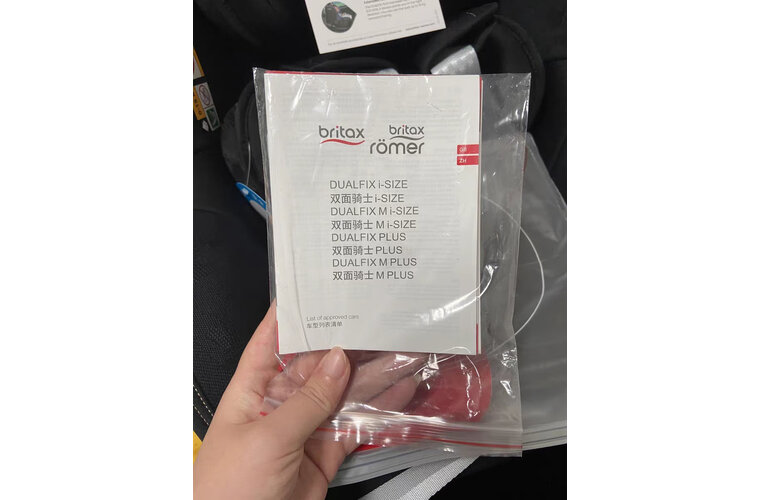 britax
britax
römer
GB
ZH
DUALFIX i-SIZE
双面骑士 i-SIZE
DUALFIX M i-SIZE
双面骑士 M i-SIZE
DUALFIX PLUS
双面骑士 PLUS
DUALFIX M PLUS
双面骑士 M PLUS
List of approved cars
车型列表清单